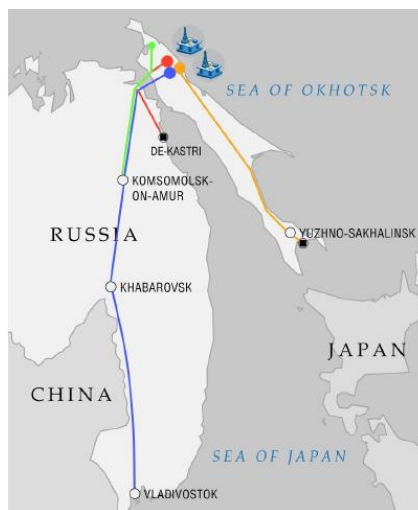 SEA OF OKHOTSK
DE-KASTRI
KOMSOMOLSK-
ON-AMUR
RUSSIA
YUZHNO-SAKHALINSK
KHABAROVSK
JAPAN
CHINA
SEA OF JAPAN
VLADIVOSTOK